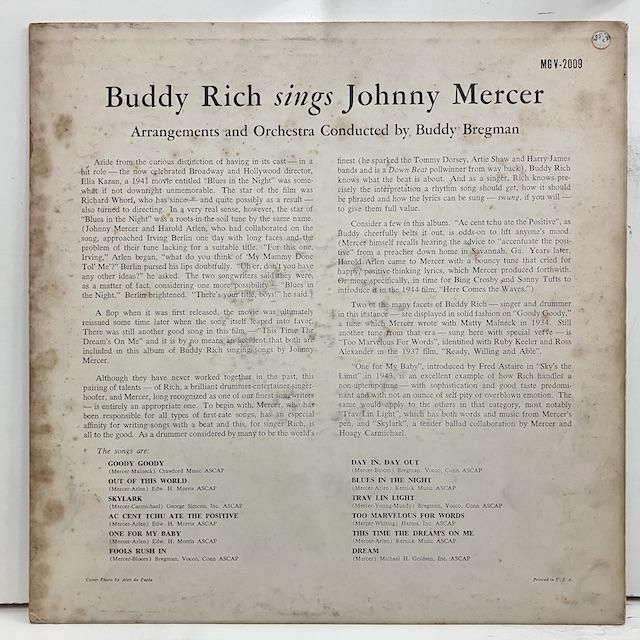 MGV-2009
Buddy Rich sings Johnny Mercer
Arrangements and Orchestra Conducted by Buddy Bregman
Aside from the curious distinction of having in its cast — in a
bit role — the now celebrated Broadway and Hollywood director,
Elia Kazan, a 1941 movie entitled "Blues in the Night" was some-
what if not downright unmemorable. The star of the film was
Richard Whorf, who has since — and quite possibly as a result —
also turned to directing. In a very real sense, however, the star of
"Blues in the Night" was a roots-in-the-soil tune by the same name.
(Johnny Mercer and Harold Arlen, who had collaborated on the
song, approached Irving Berlin one day with long faces and the
problem of their tune lacking for a suitable title. "For this one,
Irving," Arlen began, "what do you think of 'My Mammy Done
Tol' Me'?" Berlin pursed his lips doubtfully. "Uh-er, don't you have
any other ideas?" he asked. The two songwriters said they were,
as a matter of fact, considering one more possibility — "Blues in
the Night." Berlin brightened. "There's your title, boys!" he said.)
A flop when it was first released, the movie was ultimately
reissued some time later when the song itself leaped into favor.
There was still another good song in this film, — "This Time The
Dream's On Me" and it is by no means an accident that both are
included in this album of Buddy Rich singing songs by Johnny
Mercer.
Although they have never worked together in the past, this
pairing of talents — of Rich, a brilliant drummer-entertainer-singer-
hoofer, and Mercer, long recognized as one of our finest songwriters
— is entirely an appropriate one. To begin with, Mercer, who has
been responsible for all types of first-rate songs, has an especial
affinity for writing songs with a beat and this, for singer Rich, is
all to the good. As a drummer considered by many to be the world's
finest (he sparked the Tommy Dorsey, Artie Shaw and Harry James
bands and is a Down Beat pollwinner from way back), Buddy Rich
knows what the beat is about. And as a singer, Rich knows pre-
cisely the interpretation a rhythm song should get, how it should
be phrased and how the lyrics can be sung — swung, if you will —
to give them full value.
Consider a few in this album. "Ac cent tchu ate the Positive", as
Buddy cheerfully belts it out, is odds-on to lift anyone's mood.
(Mercer himself recalls hearing the advice to "accentuate the posi-
tive" from a preacher down home in Savannah, Ga. Years later,
Harold Arlen came to Mercer with a bouncy tune that cried for
happy, positive-thinking lyrics, which Mercer produced forthwith.
Or more specifically, in time for Bing Crosby and Sonny Tufts to
introduce it in the 1944 film, "Here Comes the Waves.")
Two of the many facets of Buddy Rich — singer and drummer
in this instance — are displayed in solid fashion on "Goody Goody,"
a tune which Mercer wrote with Matty Malneck in 1934. Still
another tune from that era — sung here with special verve — is
"Too Marvelous For Words", identified with Ruby Keeler and Ross
Alexander in the 1937 film, "Ready, Willing and Able".
"One for My Baby", introduced by Fred Astaire in "Sky's the
Limit" in 1943, is an excellent example of how Rich handles a
non-uptempo tune — with sophistication and good taste predomi-
nant and with not an ounce of self pity or overblown emotion. The
same would apply to the others in that category, most notably
"Trav'lin Light", which has both words and music from Mercer's
pen, and "Skylark", a tender ballad collaboration by Mercer and
Hoagy Carmichael.
The songs are:
GOODY GOODY
(Mercer-Malneck) Crawford Music ASCAP
OUT OF THIS WORLD
(Mercer-Arlen) Edw. H. Morris ASCAP
SKYLARK
(Mercer-Carmichael) George Simons, Inc. ASCAP
AC CENT TCHU ATE THE POSITIVE
(Mercer-Arlen) Edw. H. Morris ASCAP
ONE FOR MY BABY
(Mercer-Arlen) Edw. H. Morris ASCAP
FOOLS RUSH IN
(Mercer-Bloom) Bregman, Vocco, Conn ASCAP
DAY IN, DAY OUT
(Mercer-Bloom) Bregman, Vocco, Conn ASCAP
BLUES IN THE NIGHT
(Mercer-Arlen) Remick Music ASCAP
TRAV LIN LIGHT
(Mercer-Young-Mundy) Bregman, Vocco, Conn ASCAP
TOO MARVELOUS FOR WORDS
(Mercer-Whiting) Harms, Inc. ASCAP
THIS TIME THE DREAM'S ON ME
(Mercer-Arlen) Remick Music ASCAP
DREAM
(Mercer) Michael H. Goldsen, Inc. ASCAP
Cover Photo by Alex de Paola
Printed in U.S.A.